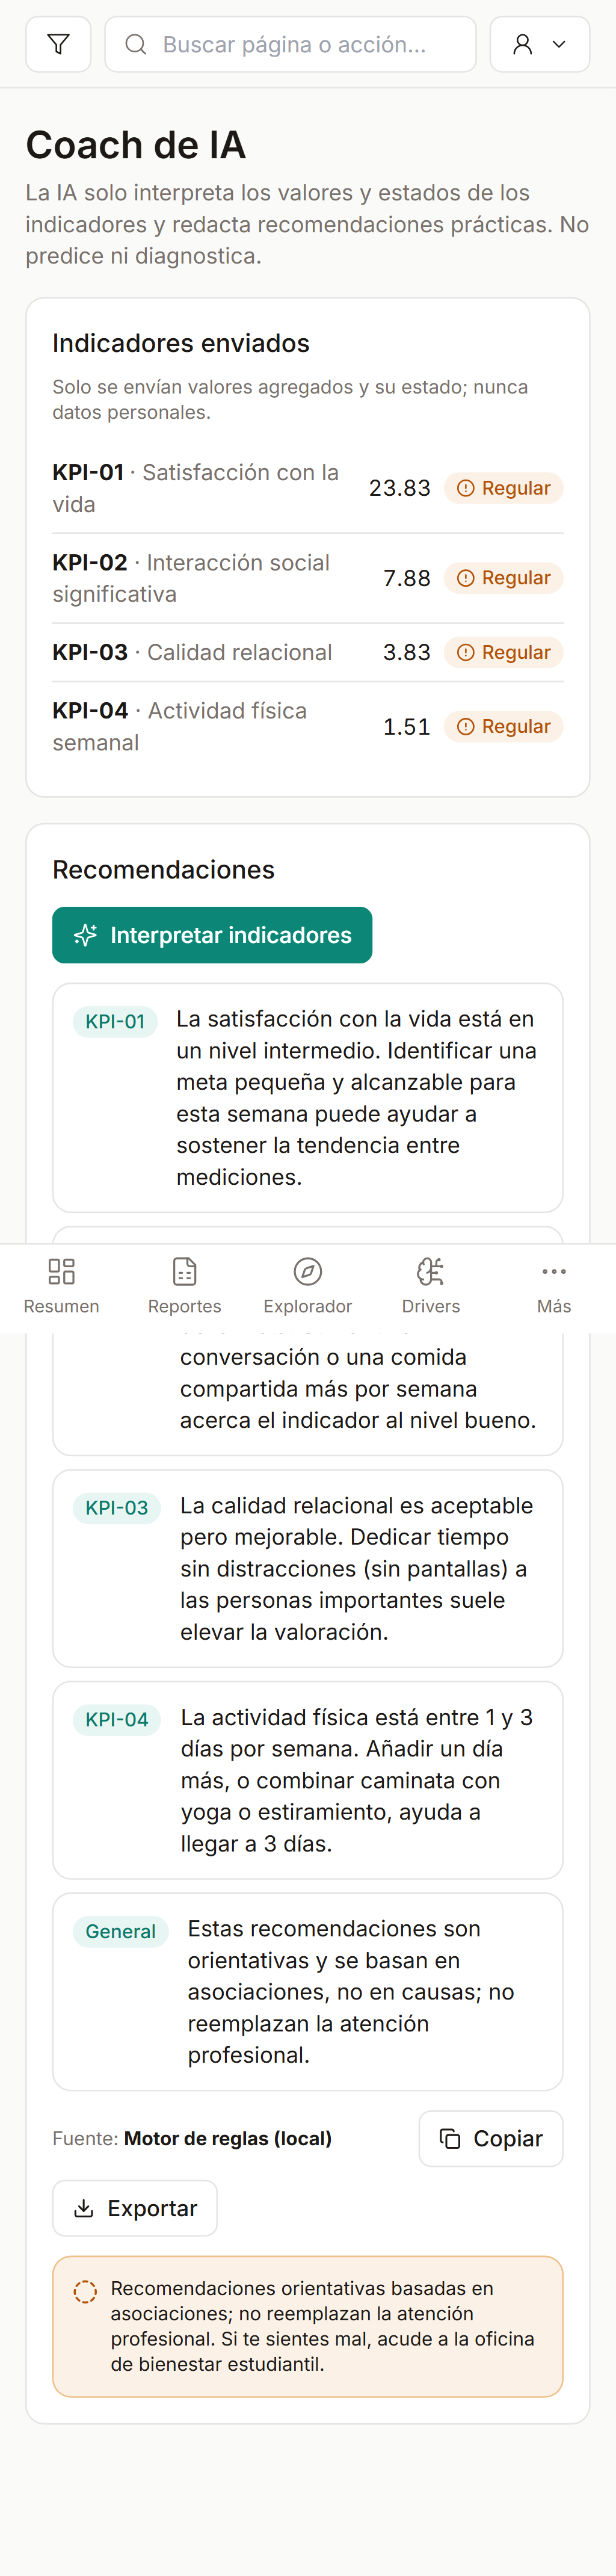 Buscar página o acción...
Coach de IA
La IA solo interpreta los valores y estados de los
indicadores y redacta recomendaciones prácticas. No
predice ni diagnostica.
Indicadores enviados
Solo se envían valores agregados y su estado; nunca
datos personales.
KPI-01 · Satisfacción con la
vida
23.83
Regular
KPI-02 · Interacción social
significativa
7.88
Regular
KPI-03 · Calidad relacional
3.83
Regular
KPI-04 · Actividad física
semanal
1.51
Regular
Recomendaciones
Interpretar indicadores
KPI-01
La satisfacción con la vida está en
un nivel intermedio. Identificar una
meta pequeña y alcanzable para
esta semana puede ayudar a
sostener la tendencia entre
mediciones.
Resumen
Reportes
Explorador
Drivers
Más
conversación o una comida
compartida más por semana
acerca el indicador al nivel bueno.
KPI-03
La calidad relacional es aceptable
pero mejorable. Dedicar tiempo
sin distracciones (sin pantallas) a
las personas importantes suele
elevar la valoración.
KPI-04
La actividad física está entre 1 y 3
días por semana. Añadir un día
más, o combinar caminata con
yoga o estiramiento, ayuda a
llegar a 3 días.
General
Estas recomendaciones son
orientativas y se basan en
asociaciones, no en causas; no
reemplazan la atención
profesional.
Fuente: Motor de reglas (local)
Copiar
Exportar
Recomendaciones orientativas basadas en
asociaciones; no reemplazan la atención
profesional. Si te sientes mal, acude a la oficina
de bienestar estudiantil.